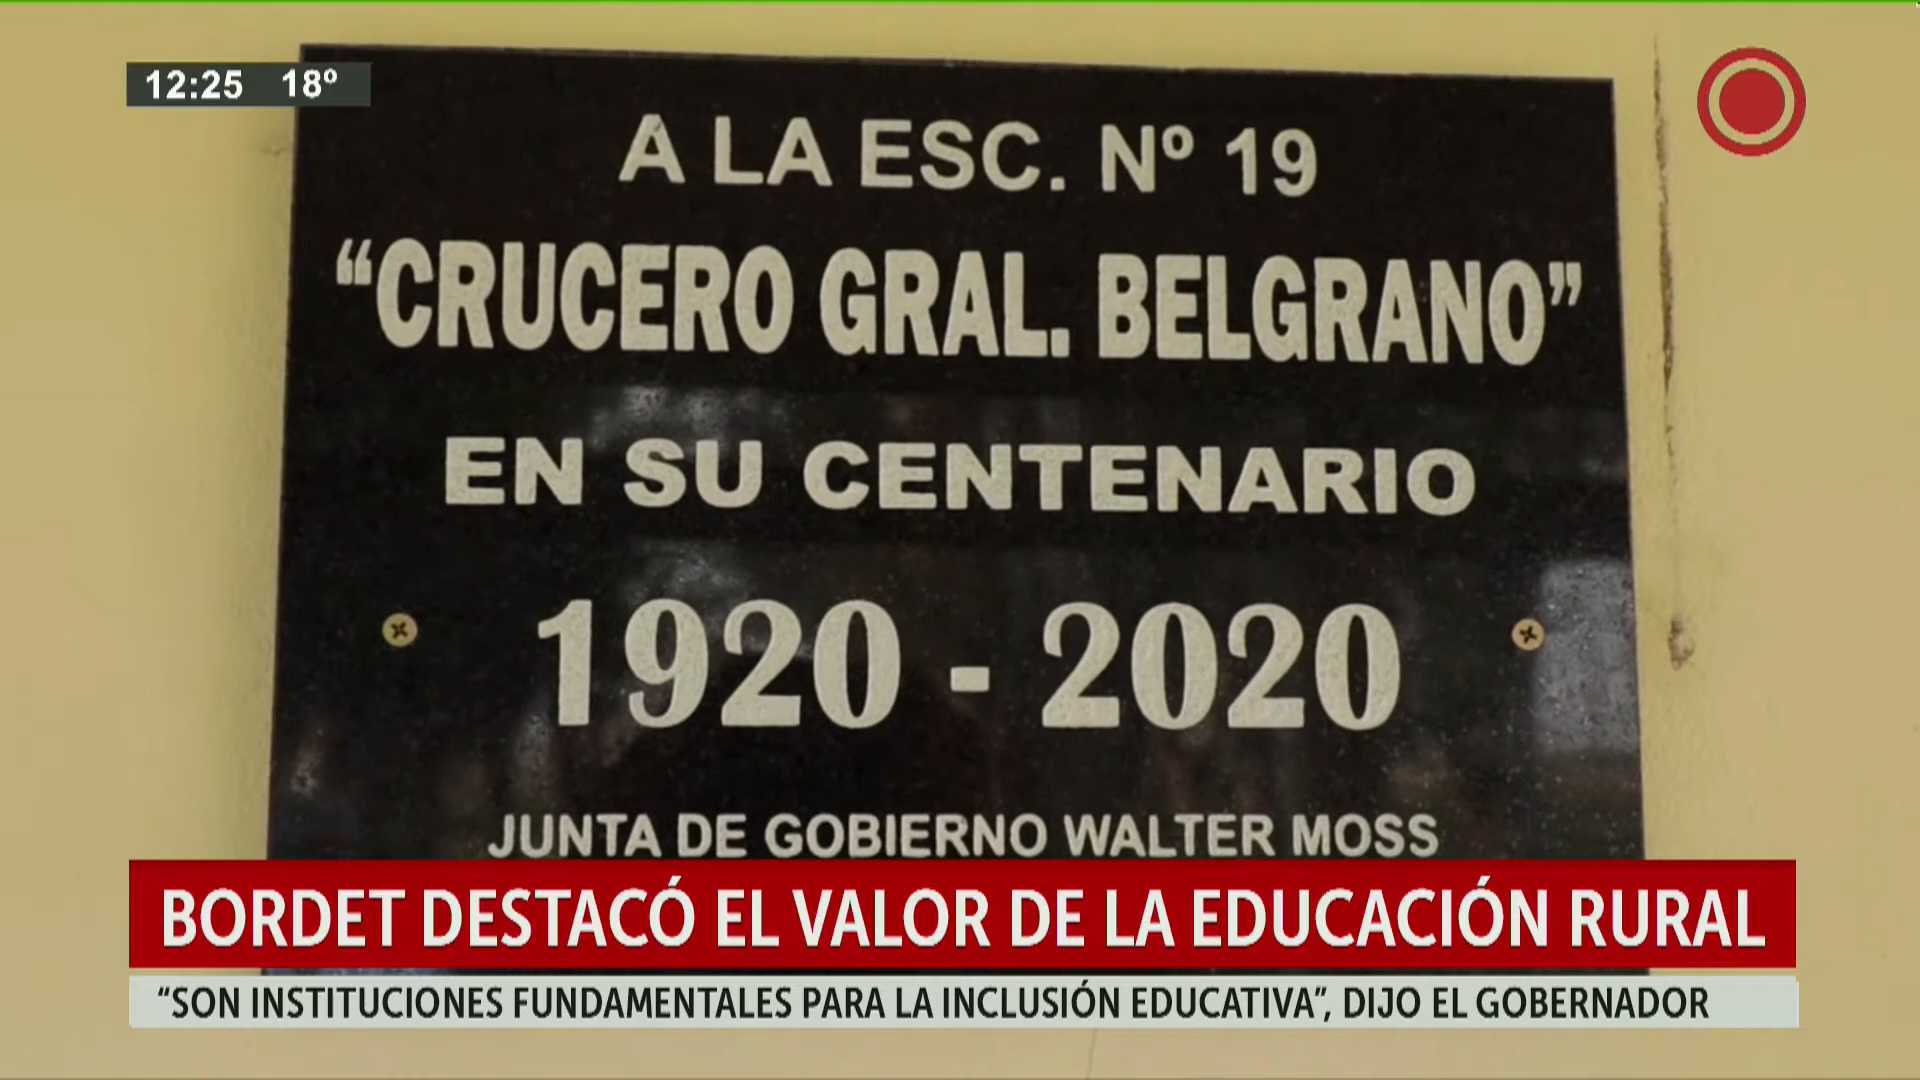 12:25 18º
A LA ESC. Nº 19
“CRUCERO GRAL. BELGRANO”
EN SU CENTENARIO
1920 - 2020
JUNTA DE GOBIERNO WALTER MOSS
BORDET DESTACÓ EL VALOR DE LA EDUCACIÓN RURAL
“SON INSTITUCIONES FUNDAMENTALES PARA LA INCLUSIÓN EDUCATIVA”, DIJO EL GOBERNADOR